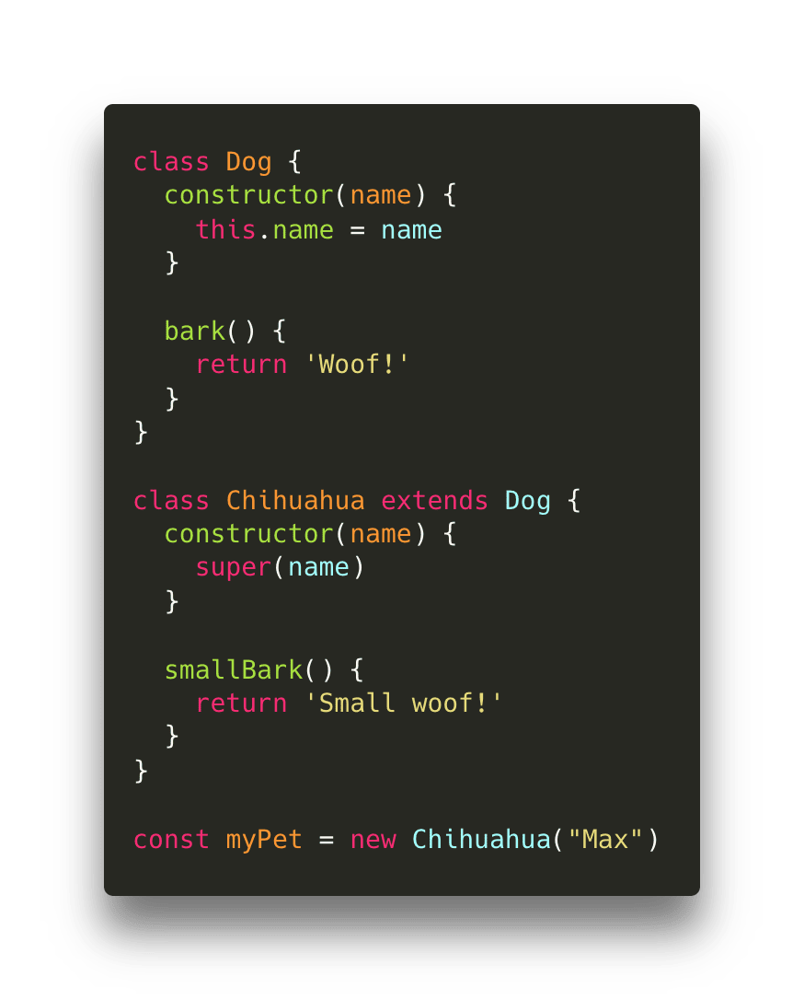 class Dog {
  constructor(name) {
    this.name = name
  }

  bark() {
    return 'Woof!'
  }
}

class Chihuahua extends Dog {
  constructor(name) {
    super(name)
  }

  smallBark() {
    return 'Small woof!'
  }
}

const myPet = new Chihuahua("Max")